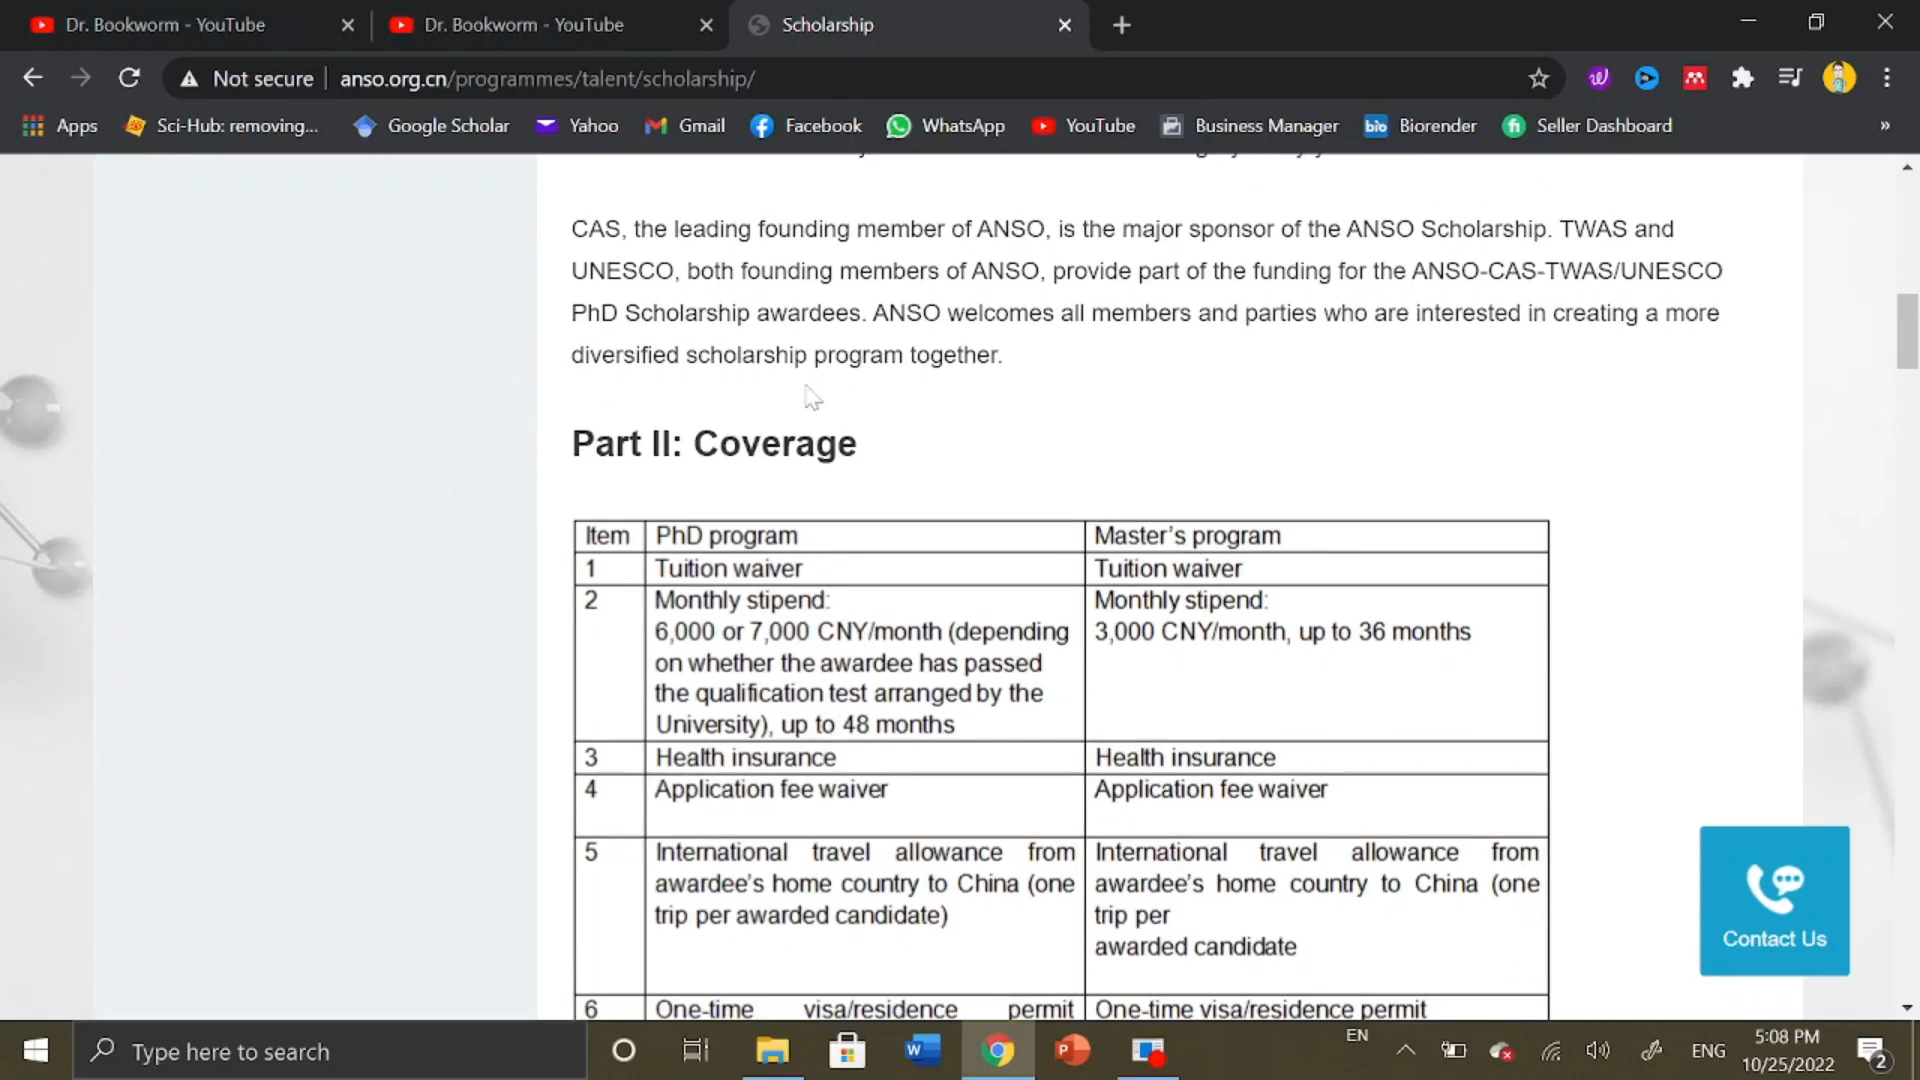 Dr. Bookworm - YouTube
Dr. Bookworm - YouTube
Scholarship
Not secure
anso.org.cn/programmes/talent/scholarship/
Apps
Sci-Hub: removing...
Google Scholar
Yahoo
Gmail
Facebook
WhatsApp
YouTube
Business Manager
bio Biorender
fi Seller Dashboard
»
CAS, the leading founding member of ANSO, is the major sponsor of the ANSO Scholarship. TWAS and
UNESCO, both founding members of ANSO, provide part of the funding for the ANSO-CAS-TWAS/UNESCO
PhD Scholarship awardees. ANSO welcomes all members and parties who are interested in creating a more
diversified scholarship program together.
Part II: Coverage
Item PhD program Master's program
1 Tuition waiver Tuition waiver
2 Monthly stipend: Monthly stipend:
6,000 or 7,000 CNY/month (depending 3,000 CNY/month, up to 36 months
on whether the awardee has passed
the qualification test arranged by the
University), up to 48 months
3 Health insurance Health insurance
4 Application fee waiver Application fee waiver
5 International travel allowance from International travel allowance from
awardee's home country to China (one awardee's home country to China (one
trip per awarded candidate) trip per
awarded candidate
6 One-time visa/residence permit One-time visa/residence permit
Contact Us
Type here to search
EN
ENG
5:08 PM
10/25/2022
2